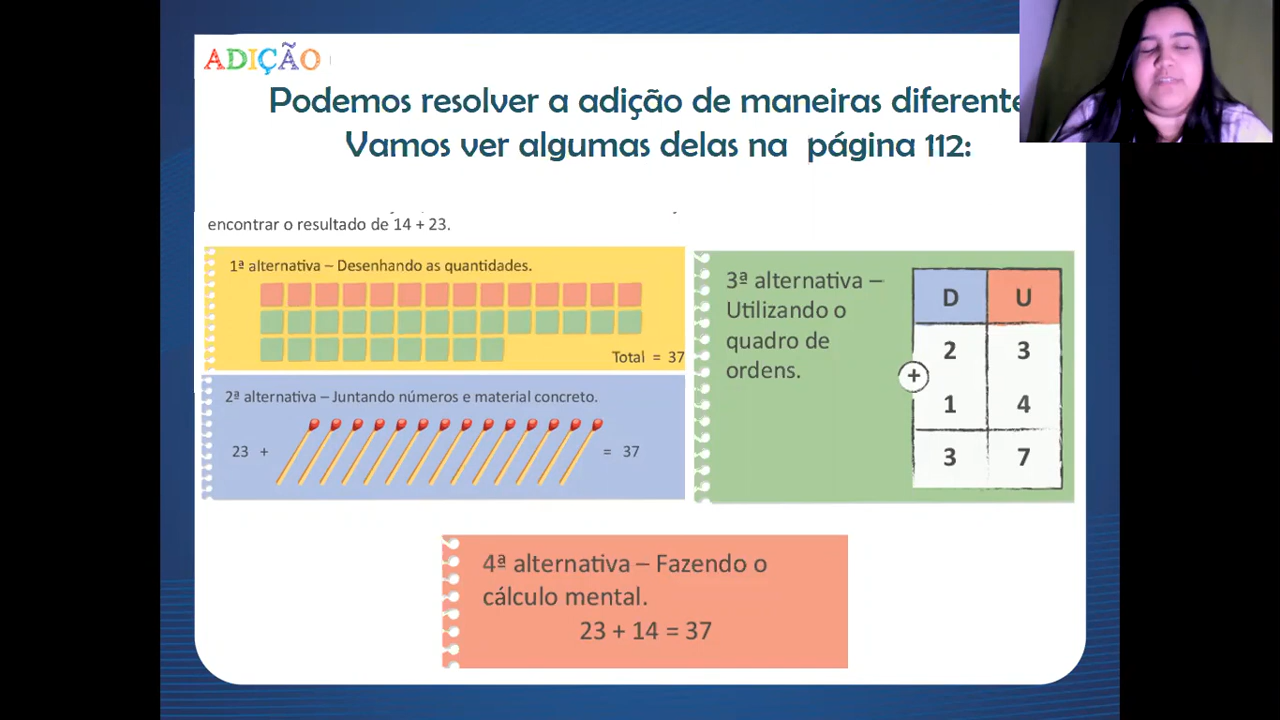 ADIÇÃO
Podemos resolver a adição de maneiras diferente
Vamos ver algumas delas na página 112:
encontrar o resultado de 14 + 23.
1ª alternativa – Desenhando as quantidades.
Total = 37
2ª alternativa – Juntando números e material concreto.
23 + = 37
3ª alternativa –
Utilizando o
quadro de
ordens.
D U
2 3
+
1 4
3 7
4ª alternativa – Fazendo o
cálculo mental.
23 + 14 = 37